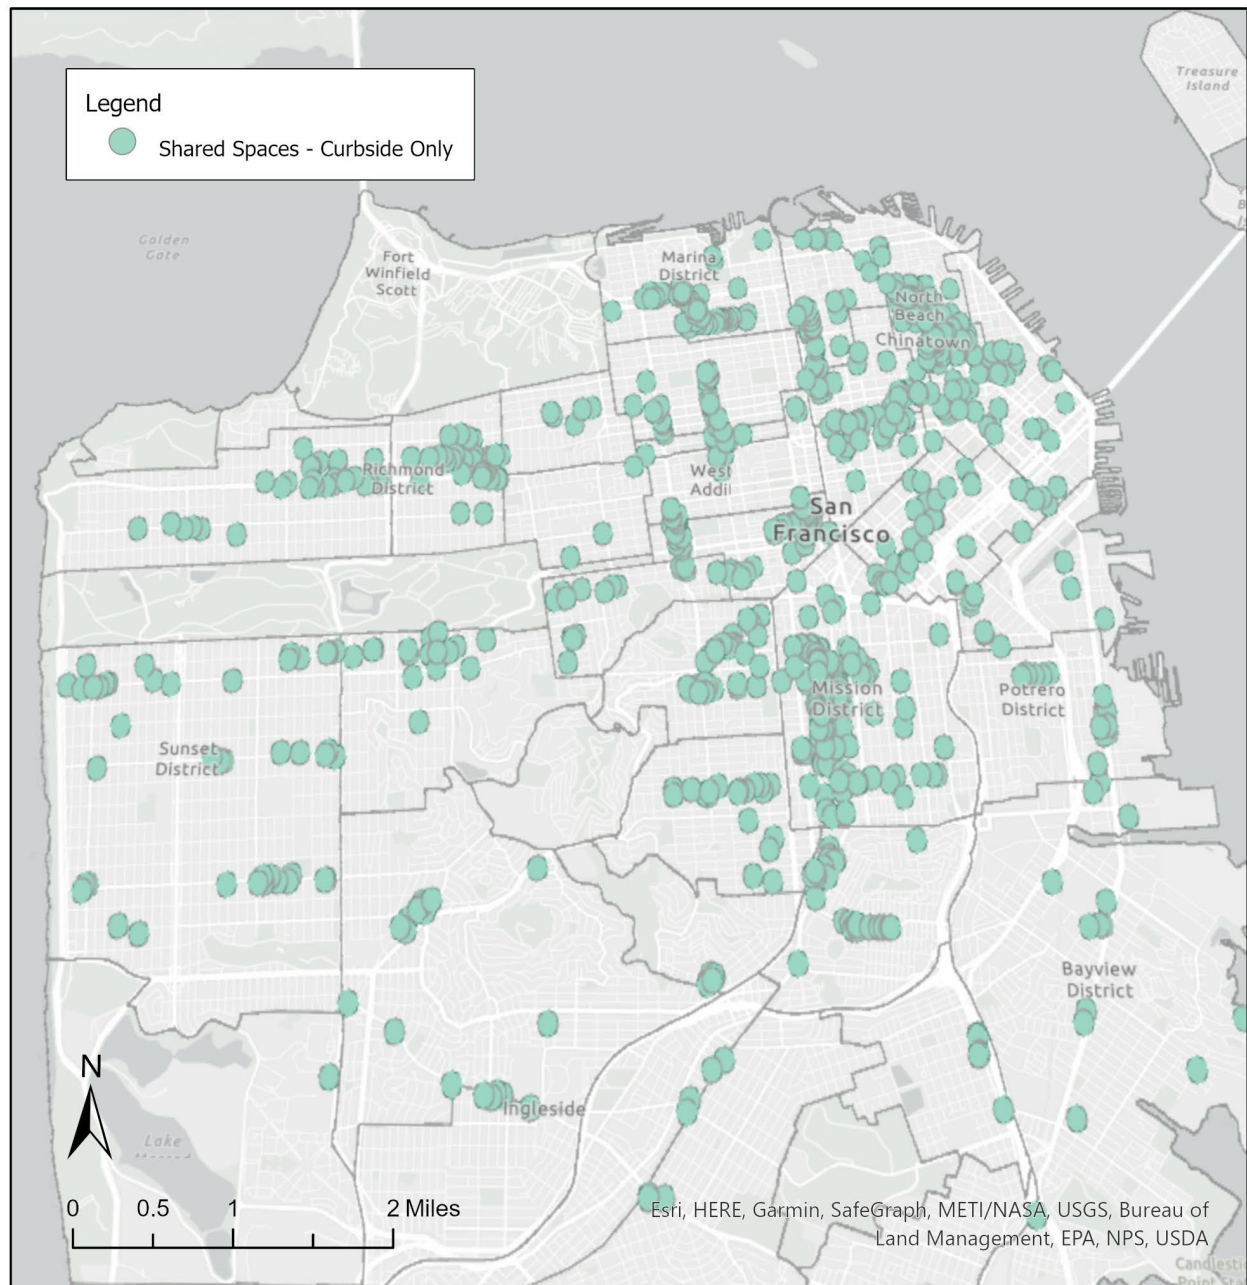 Legend
Shared Spaces - Curbside Only
Treasure
Island
Golden
Gate
Fort
Winfield
Scott
Marina
District
North
Beach
Chinatown
Richmond
District
West
San
Francisco
Mission
District
Potrero
District
Sunset
District
Bayview
District
Ingleside
N
Lake
0 0.5 1 2 Miles
Esri, HERE, Garmin, SafeGraph, METI/NASA, USGS, Bureau of
Land Management, EPA, NPS, USDA